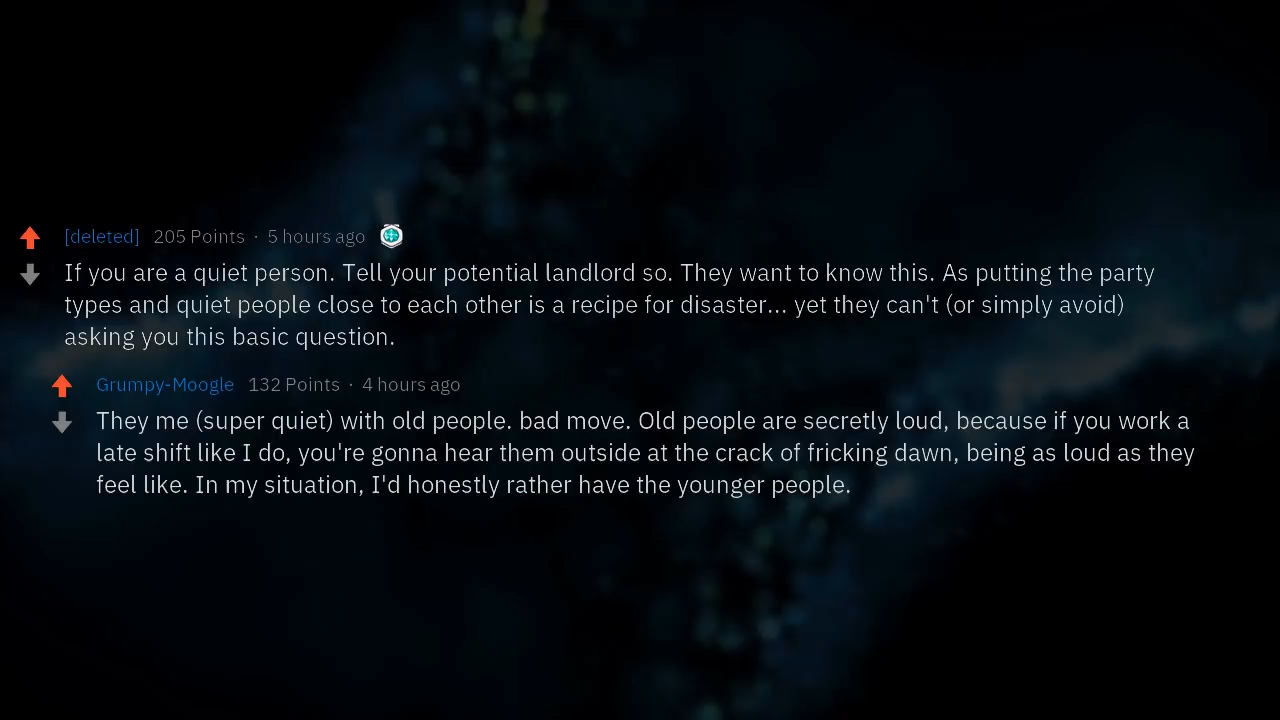 [deleted] 205 Points · 5 hours ago
If you are a quiet person. Tell your potential landlord so. They want to know this. As putting the party
types and quiet people close to each other is a recipe for disaster... yet they can't (or simply avoid)
asking you this basic question.
Grumpy-Moogle 132 Points · 4 hours ago
They me (super quiet) with old people. bad move. Old people are secretly loud, because if you work a
late shift like I do, you're gonna hear them outside at the crack of fricking dawn, being as loud as they
feel like. In my situation, I'd honestly rather have the younger people.